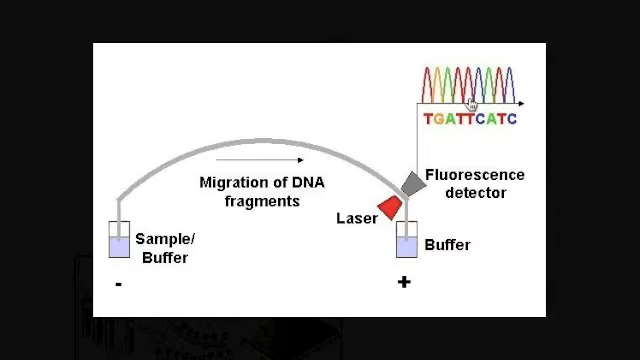 TGATTCATC
Fluorescence
detector
Migration of DNA
fragments
Laser
Sample/
Buffer
Buffer
-
+